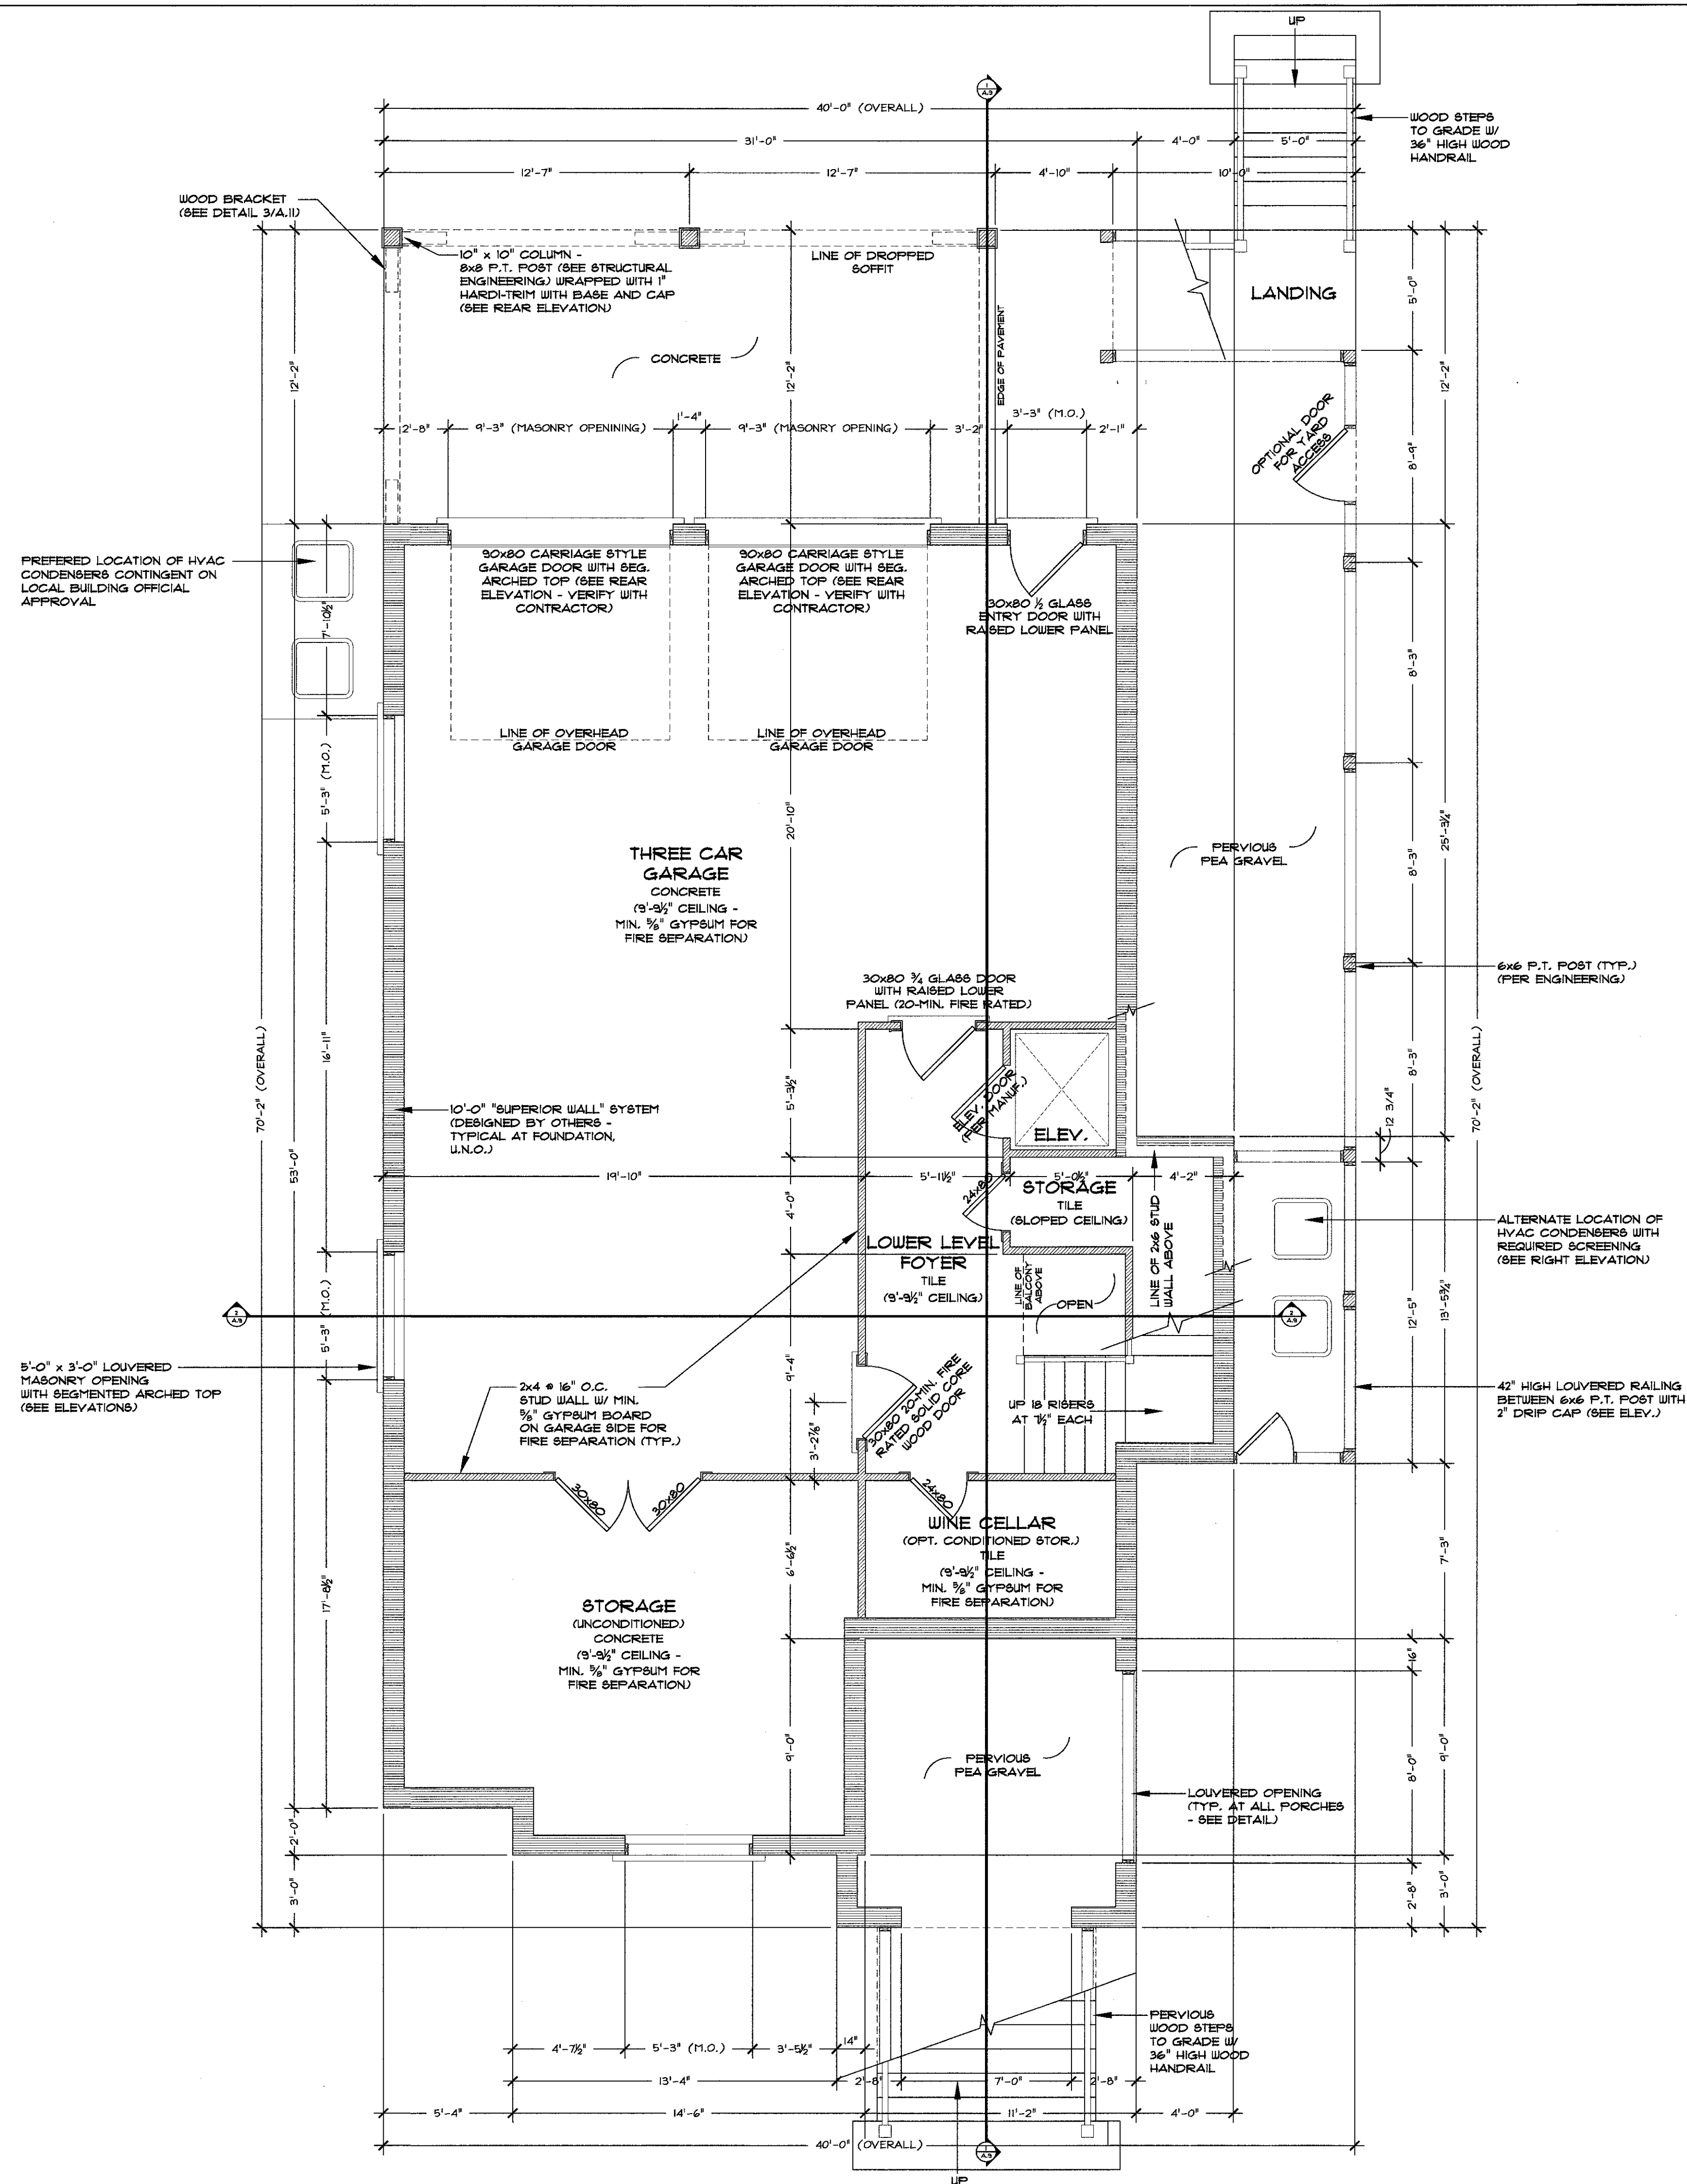 UP
1
A.9
40'-0" (OVERALL)
31'-0"
4'-0"
5'-0"
12'-7"
12'-7"
4'-10"
10'-0"
WOOD STEPS
TO GRADE W/
36" HIGH WOOD
HANDRAIL
WOOD BRACKET
(SEE DETAIL 3/A.11)
10" x 10" COLUMN -
8x8 P.T. POST (SEE STRUCTURAL
ENGINEERING) WRAPPED WITH 1"
HARDI-TRIM WITH BASE AND CAP
(SEE REAR ELEVATION)
LINE OF DROPPED
SOFFIT
LANDING
5'-0"
12'-2"
CONCRETE
12'-2"
EDGE OF PAVEMENT
12'-2"
2'-8"
9'-3" (MASONRY OPENINING)
1'-4"
9'-3" (MASONRY OPENING)
3'-2"
3'-3" (M.O.)
2'-1"
OPTIONAL DOOR
FOR YARD
ACCESS
8'-9"
PREFERED LOCATION OF HVAC
CONDENSERS CONTINGENT ON
LOCAL BUILDING OFFICIAL
APPROVAL
7'-10½"
90x80 CARRIAGE STYLE
GARAGE DOOR WITH SEG.
ARCHED TOP (SEE REAR
ELEVATION - VERIFY WITH
CONTRACTOR)
90x80 CARRIAGE STYLE
GARAGE DOOR WITH SEG.
ARCHED TOP (SEE REAR
ELEVATION - VERIFY WITH
CONTRACTOR)
30x80 ½ GLASS
ENTRY DOOR WITH
RAISED LOWER PANEL
8'-3"
LINE OF OVERHEAD
GARAGE DOOR
LINE OF OVERHEAD
GARAGE DOOR
5'-3" (M.O.)
20'-10"
THREE CAR
GARAGE
CONCRETE
(9'-9½" CEILING -
MIN. ⅝" GYPSUM FOR
FIRE SEPARATION)
PERVIOUS
PEA GRAVEL
8'-3"
25'-3¾"
30x80 ¾ GLASS DOOR
WITH RAISED LOWER
PANEL (20-MIN. FIRE RATED)
6x6 P.T. POST (TYP.)
(PER ENGINEERING)
70'-2" (OVERALL)
16'-11"
5'-3½"
ELEV. DOOR
(PER MANUF.)
ELEV.
8'-3"
12 3/4"
70'-2" (OVERALL)
10'-0" "SUPERIOR WALL" SYSTEM
(DESIGNED BY OTHERS -
TYPICAL AT FOUNDATION,
U.N.O.)
53'-0"
19'-10"
5'-11½"
5'-0½"
4'-2"
4'-0"
24x80
STORAGE
TILE
(SLOPED CEILING)
LINE OF 2x6 STUD
WALL ABOVE
ALTERNATE LOCATION OF
HVAC CONDENSERS WITH
REQUIRED SCREENING
(SEE RIGHT ELEVATION)
LOWER LEVEL
FOYER
TILE
(9'-9½" CEILING)
LINE OF
BALCONY
ABOVE
OPEN
2
A.9
2
A.9
5'-3" (M.O.)
12'-5"
13'-5¾"
5'-0" x 3'-0" LOUVERED
MASONRY OPENING
WITH SEGMENTED ARCHED TOP
(SEE ELEVATIONS)
2x4 @ 16" O.C.
STUD WALL W/ MIN.
⅝" GYPSUM BOARD
ON GARAGE SIDE FOR
FIRE SEPARATION (TYP.)
9'-4"
3'-2⅞"
30x80 20-MIN. FIRE
RATED SOLID CORE
WOOD DOOR
UP 18 RISERS
AT 7½" EACH
42" HIGH LOUVERED RAILING
BETWEEN 6x6 P.T. POST WITH
2" DRIP CAP (SEE ELEV.)
30x80
30x80
24x80
WINE CELLAR
(OPT. CONDITIONED STOR.)
TILE
(9'-9½" CEILING -
MIN. ⅝" GYPSUM FOR
FIRE SEPARATION)
6'-6½"
7'-3"
17'-8½"
STORAGE
(UNCONDITIONED)
CONCRETE
(9'-9½" CEILING -
MIN. ⅝" GYPSUM FOR
FIRE SEPARATION)
16"
9'-0"
PERVIOUS
PEA GRAVEL
8'-0"
9'-0"
LOUVERED OPENING
(TYP. AT ALL PORCHES
- SEE DETAIL)
2'-0"
3'-0"
2'-8"
3'-0"
PERVIOUS
WOOD STEPS
TO GRADE W/
36" HIGH WOOD
HANDRAIL
4'-7½"
5'-3" (M.O.)
3'-5½"
14"
13'-4"
2'-8"
7'-0"
2'-8"
5'-4"
14'-6"
11'-2"
4'-0"
40'-0" (OVERALL)
1
A.9
UP